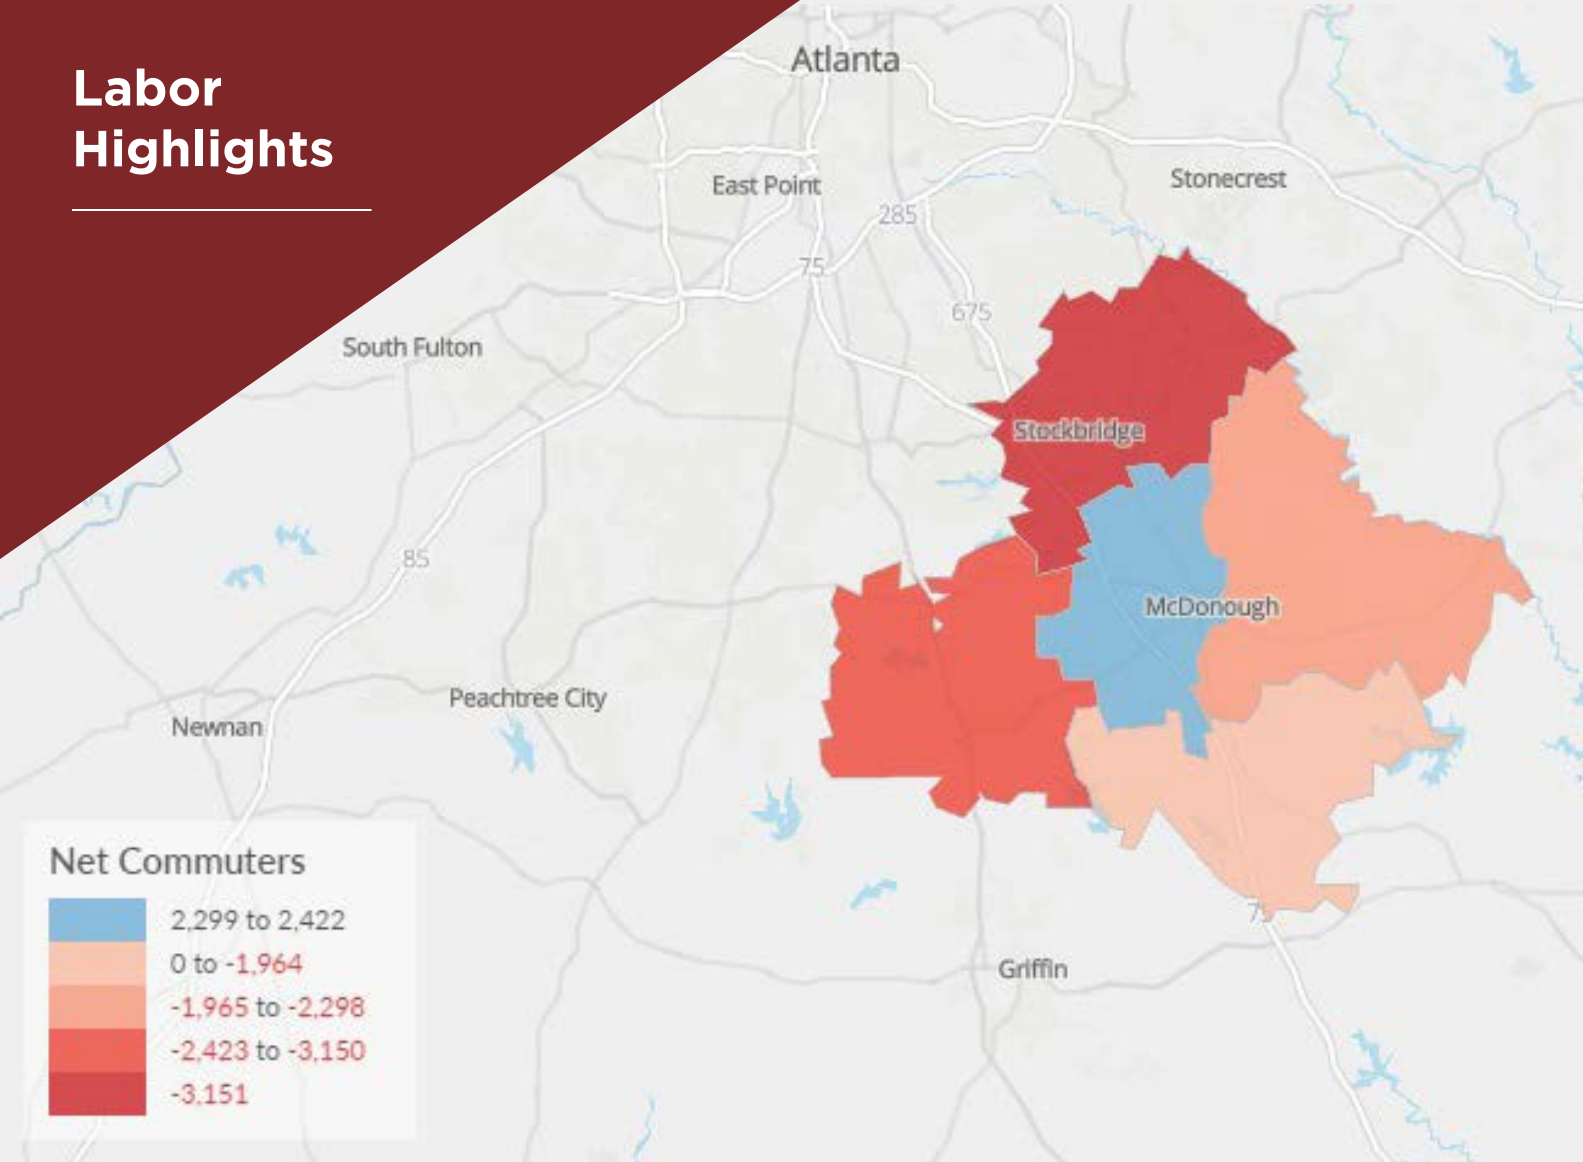 Labor
Highlights
Atlanta
East Point
Stonecrest
285
75
675
South Fulton
Stockbridge
85
McDonough
Peachtree City
Newnan
Griffin
Net Commuters
2,299 to 2,422
0 to -1,964
-1,965 to -2,298
-2,423 to -3,150
-3,151